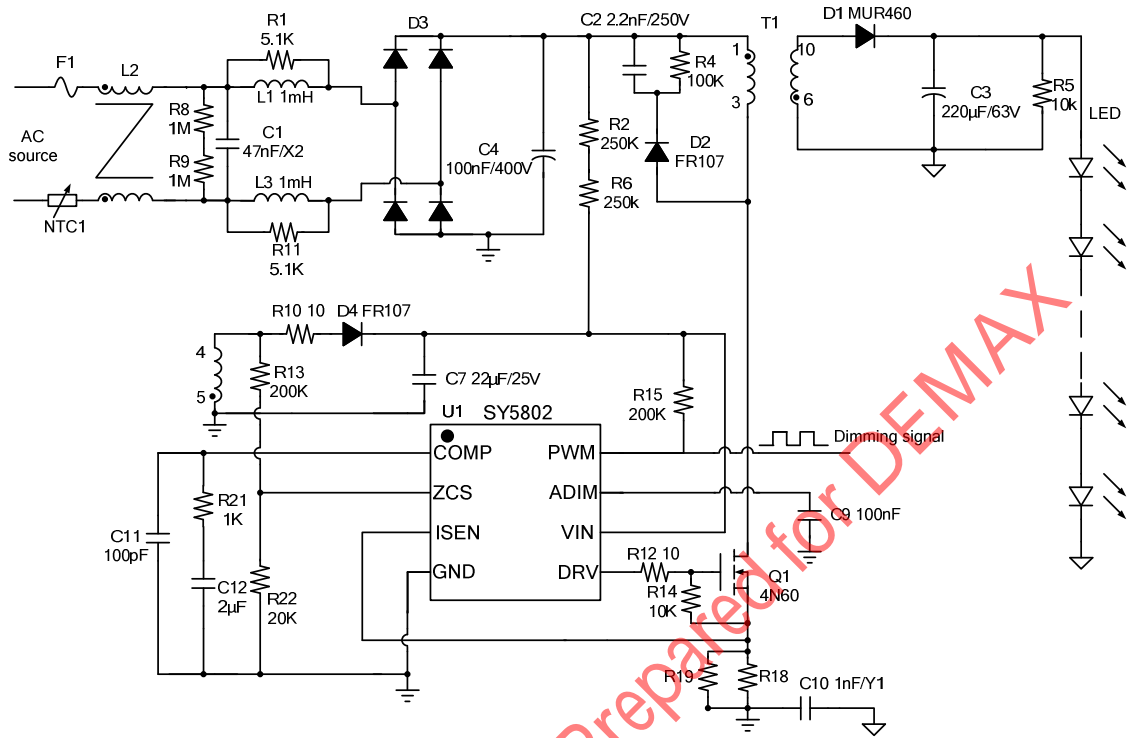 F1
L2
R1
5.1K
L1 1mH
D3
C2 2.2nF/250V
T1
D1 MUR460
R8
1M
R9
1M
C1
47nF/X2
AC
source
NTC1
L3 1mH
R11
5.1K
C4
100nF/400V
R2
250K
R6
250k
R4
100K
D2
FR107
1
3
10
6
C3
220µF/63V
R5
10k
LED
R10 10
D4 FR107
4
5
R13
200K
C7 22µF/25V
R15
200K
U1
SY5802
COMP
ZCS
ISEN
GND
PWM
ADIM
VIN
DRV
Dimming signal
C9 100nF
R12 10
R14
10K
Q1
4N60
C11
100pF
R21
1K
C12
2µF
R22
20K
R19
R18
C10 1nF/Y1
Prepared for DEMAX